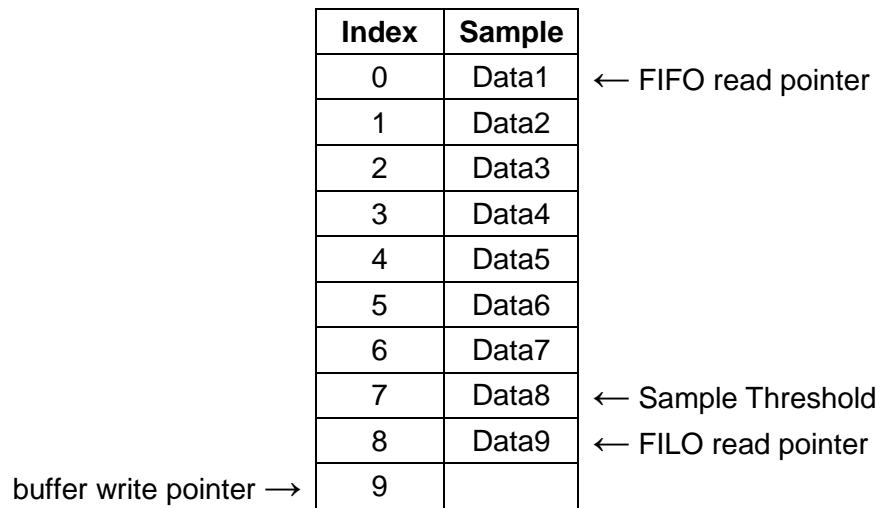 Index Sample
0 Data1 ← FIFO read pointer
1 Data2
2 Data3
3 Data4
4 Data5
5 Data6
6 Data7
7 Data8 ← Sample Threshold
8 Data9 ← FILO read pointer
buffer write pointer → 9